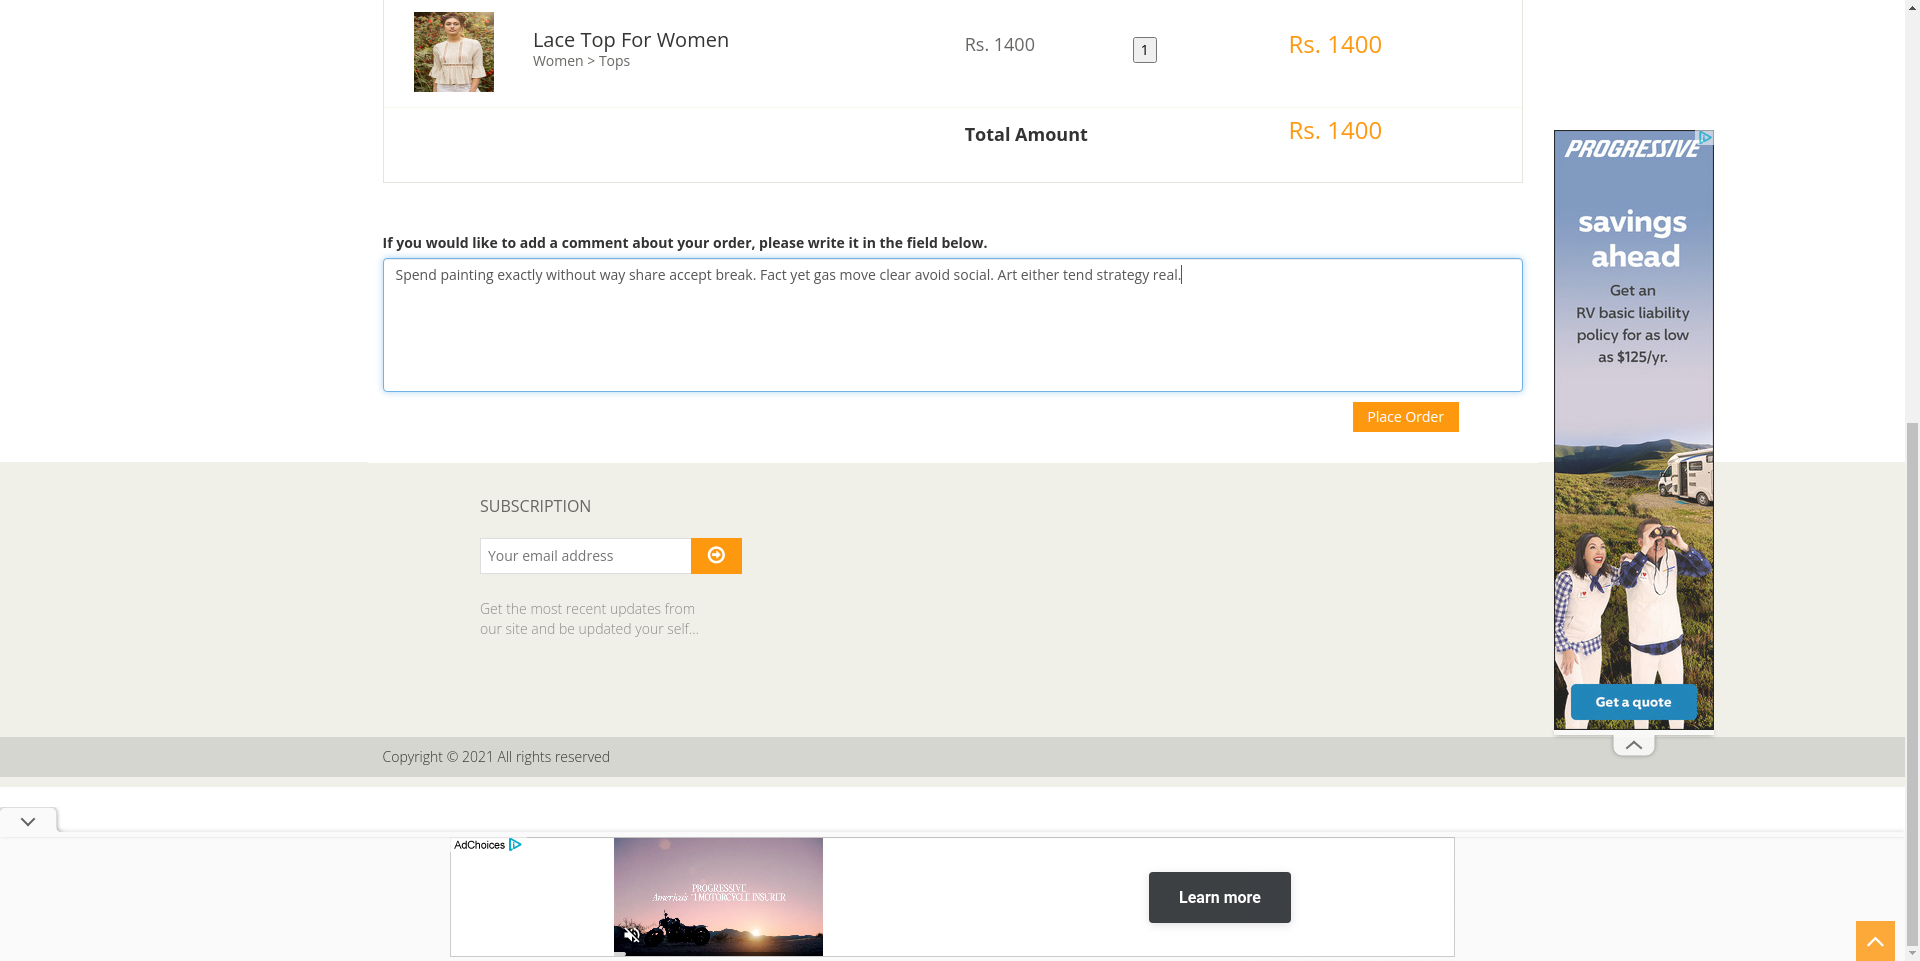 Lace Top For Women
Women > Tops
Rs. 1400
1
Rs. 1400
Total Amount
Rs. 1400
If you would like to add a comment about your order, please write it in the field below.
Spend painting exactly without way share accept break. Fact yet gas move clear avoid social. Art either tend strategy real.
Place Order
PROGRESSIVE
savings
ahead
Get an
RV basic liability
policy for as low
as $125/yr.
Get a quote
SUBSCRIPTION
Your email address
Get the most recent updates from
our site and be updated your self...
Copyright © 2021 All rights reserved
AdChoices
PROGRESSIVE
America's #1 MOTORCYCLE INSURER
Learn more